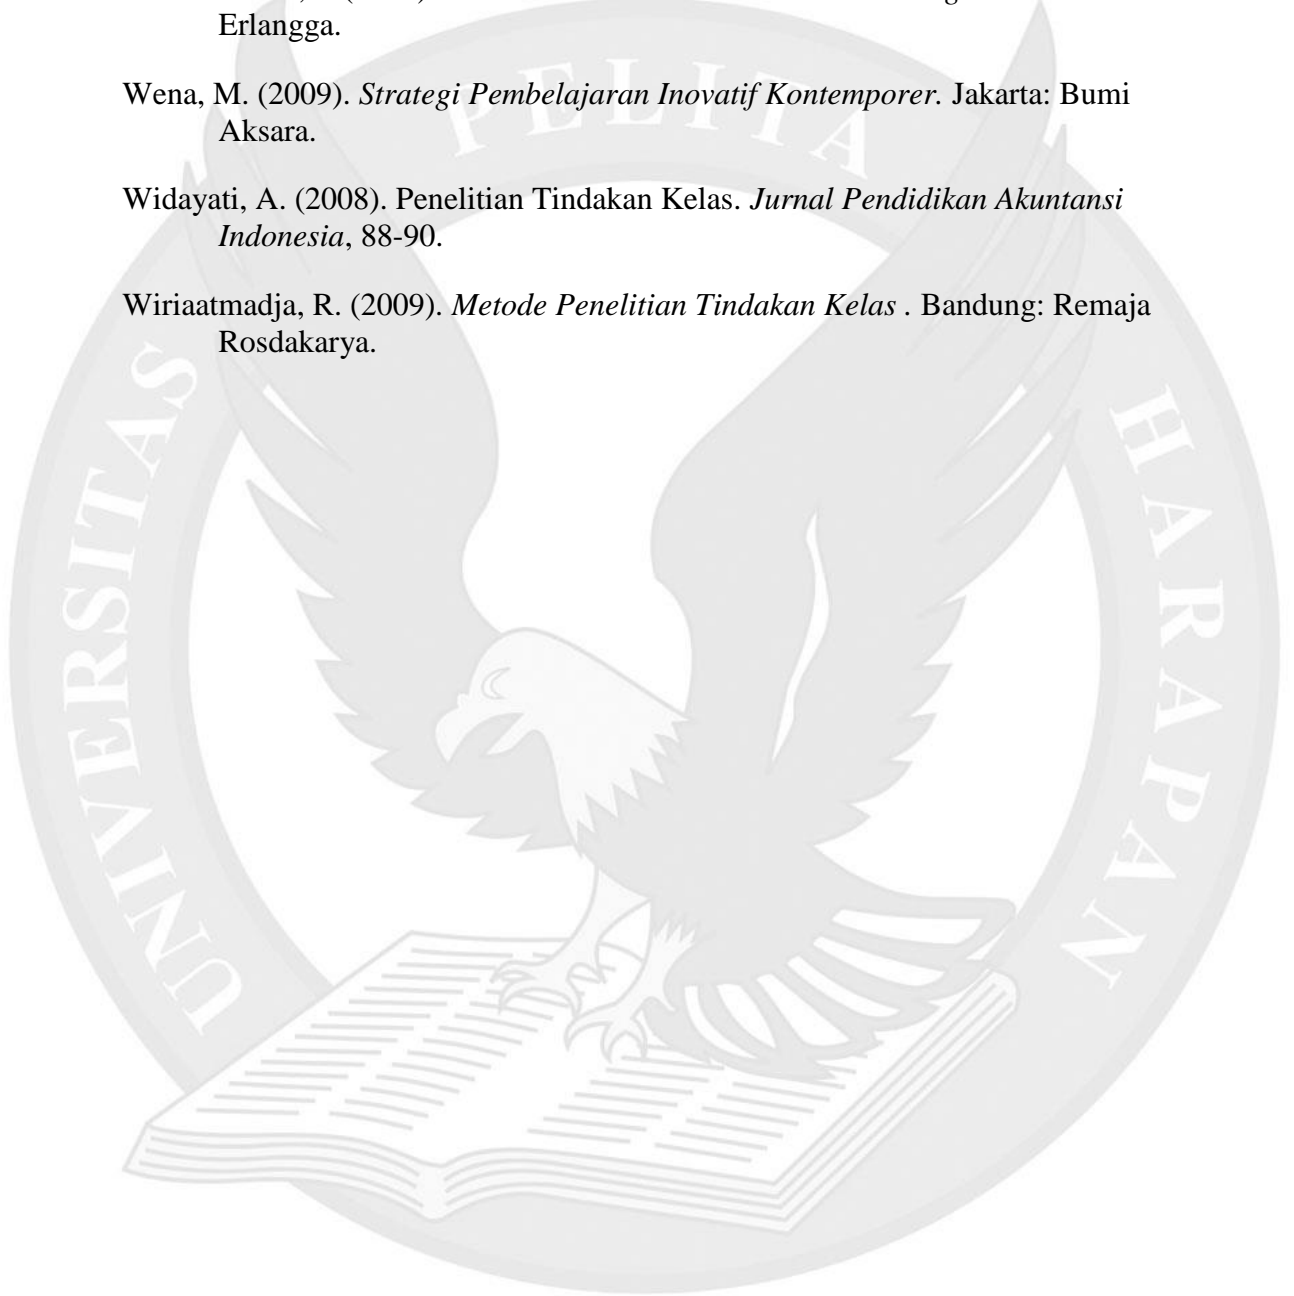 Erlangga.
Wena, M. (2009). Strategi Pembelajaran Inovatif Kontemporer. Jakarta: Bumi
Aksara.
Widayati, A. (2008). Penelitian Tindakan Kelas. Jurnal Pendidikan Akuntansi
Indonesia, 88-90.
Wiriaatmadja, R. (2009). Metode Penelitian Tindakan Kelas . Bandung: Remaja
Rosdakarya.
UNIVERSITAS PELITA HARAPAN